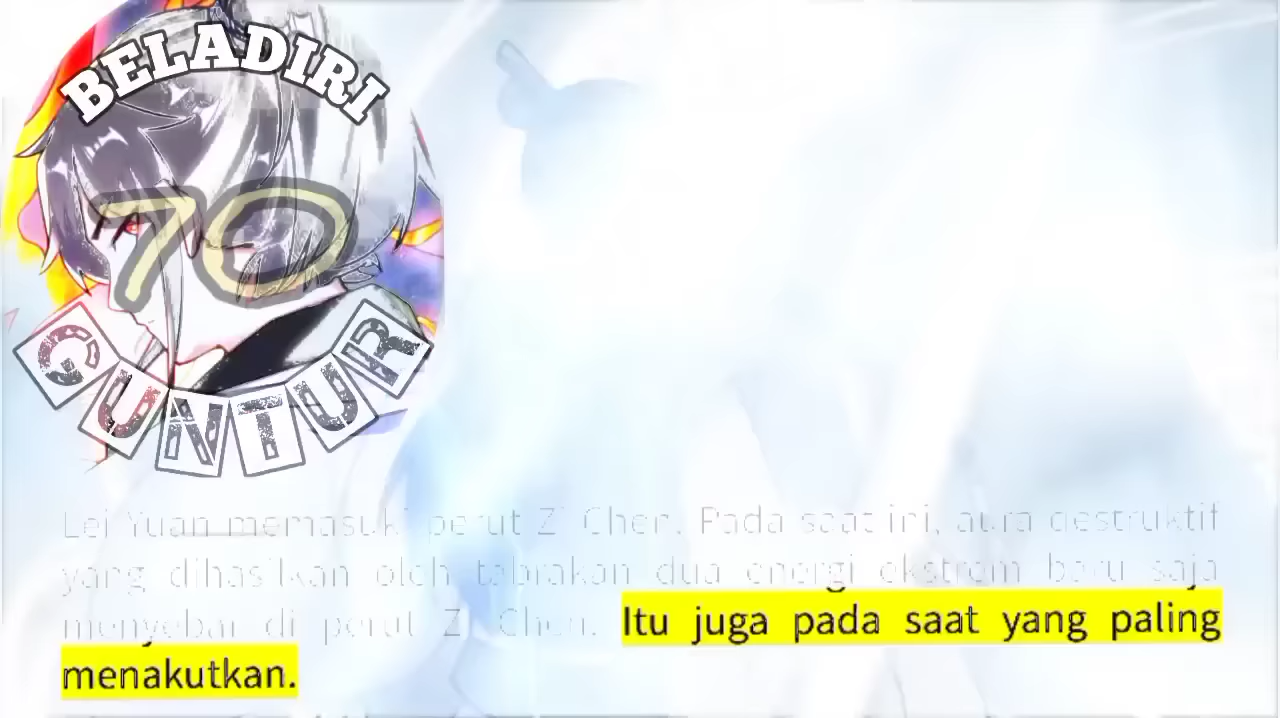 BELADIRI
70
GUNTUR
Lei Yuan memasuki perut Zi Chen. Pada saat ini, aura destruktif
yang dihasilkan oleh tabrakan dua energi ekstrem baru saja
menyebar di perut Zi Chen. Itu juga pada saat yang paling
menakutkan.